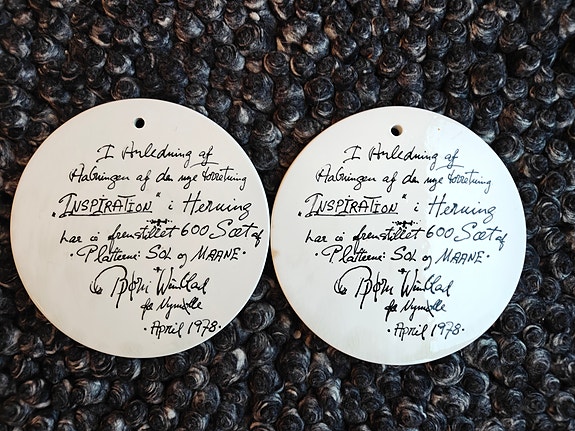 I Anledning af
Aabningen af den nye forretning
"INSPIRATION" i Herning
har vi fremstillet 600 Sæt af
· Platterne: SOL og MAANE ·
Bjørn Wiinblad
for Nymølle
· April 1978 ·
I Anledning af
Aabningen af den nye forretning
"INSPIRATION" i Herning
har vi fremstillet 600 Sæt af
· Platterne: SOL og MAANE ·
Bjørn Wiinblad
for Nymølle
· April 1978 ·